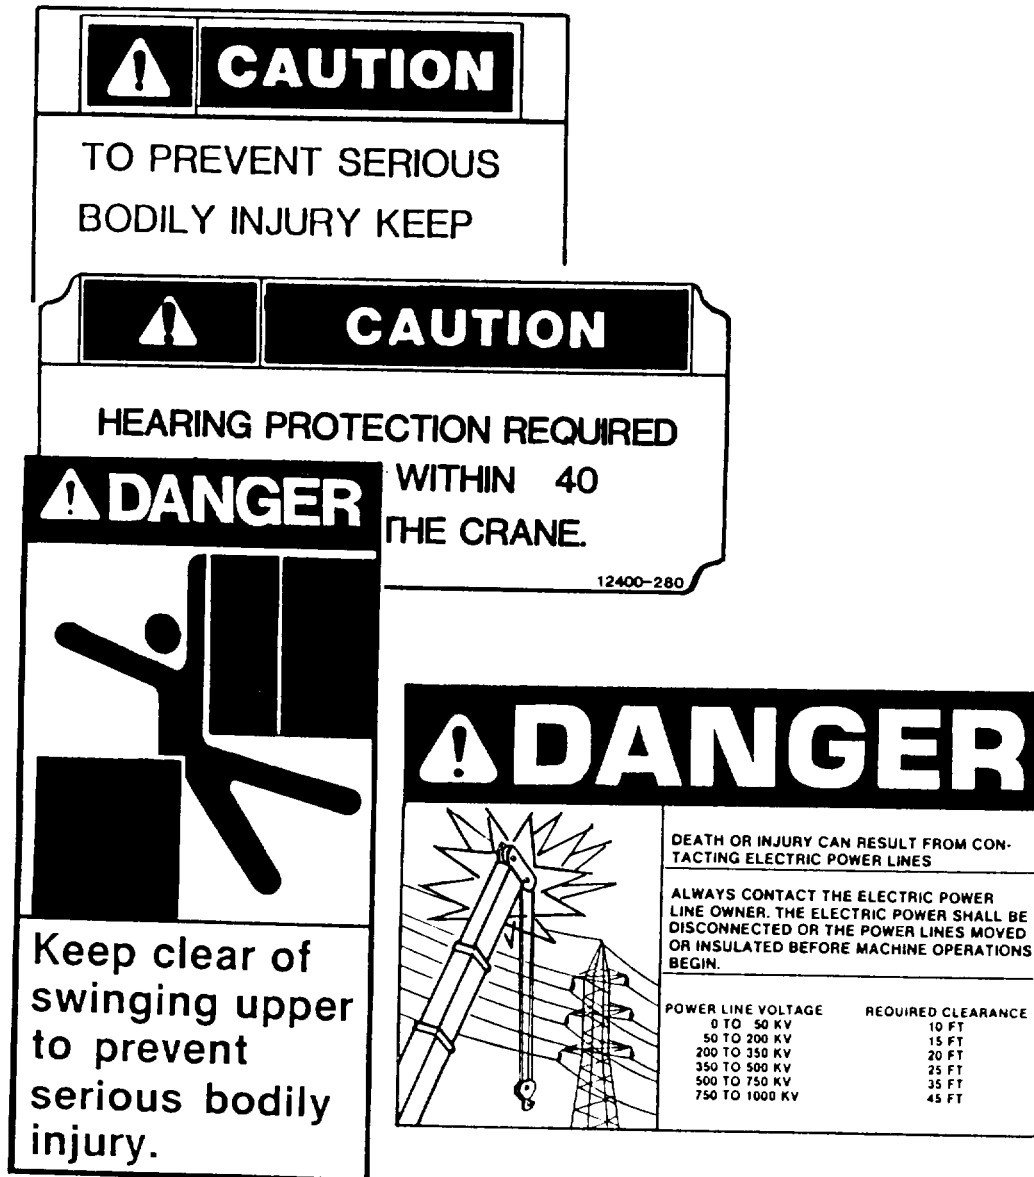 CAUTION
TO PREVENT SERIOUS
BODILY INJURY KEEP
CAUTION
HEARING PROTECTION REQUIRED
WITHIN 40
THE CRANE.
12400-280
DANGER
Keep clear of
swinging upper
to prevent
serious bodily
injury.
DANGER
DEATH OR INJURY CAN RESULT FROM CON-
TACTING ELECTRIC POWER LINES
ALWAYS CONTACT THE ELECTRIC POWER
LINE OWNER. THE ELECTRIC POWER SHALL BE
DISCONNECTED OR THE POWER LINES MOVED
OR INSULATED BEFORE MACHINE OPERATIONS
BEGIN.
POWER LINE VOLTAGE REQUIRED CLEARANCE
0 TO 50 KV 10 FT
50 TO 200 KV 15 FT
200 TO 350 KV 20 FT
350 TO 500 KV 25 FT
500 TO 750 KV 35 FT
750 TO 1000 KV 45 FT